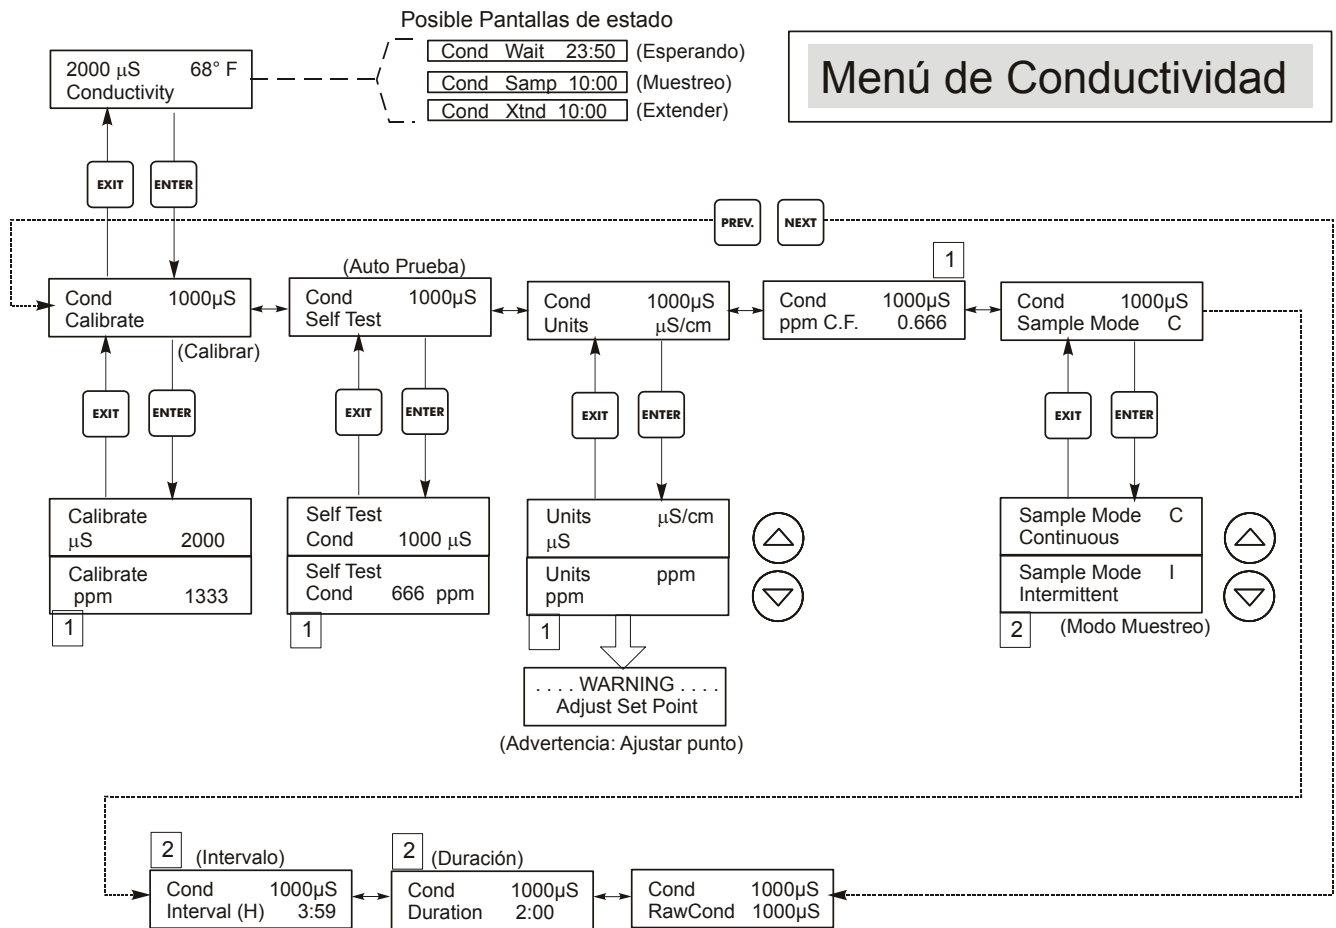 Posible Pantallas de estado
Cond Wait 23:50 (Esperando)
Cond Samp 10:00 (Muestreo)
Cond Xtnd 10:00 (Extender)
Menú de Conductividad
2000 µS 68° F
Conductivity
EXIT ENTER
PREV. NEXT
(Auto Prueba)
1
Cond 1000µS
Calibrate
(Calibrar)
Cond 1000µS
Self Test
Cond 1000µS
Units µS/cm
Cond 1000µS
ppm C.F. 0.666
Cond 1000µS
Sample Mode C
EXIT ENTER
EXIT ENTER
EXIT ENTER
EXIT ENTER
Calibrate
µS 2000
Calibrate
ppm 1333
1
Self Test
Cond 1000 µS
Self Test
Cond 666 ppm
1
Units µS/cm
µS
Units ppm
ppm
1
. . . . WARNING . . . .
Adjust Set Point
(Advertencia: Ajustar punto)
Sample Mode C
Continuous
Sample Mode I
Intermittent
2 (Modo Muestreo)
2 (Intervalo)
Cond 1000µS
Interval (H) 3:59
2 (Duración)
Cond 1000µS
Duration 2:00
Cond 1000µS
RawCond 1000µS